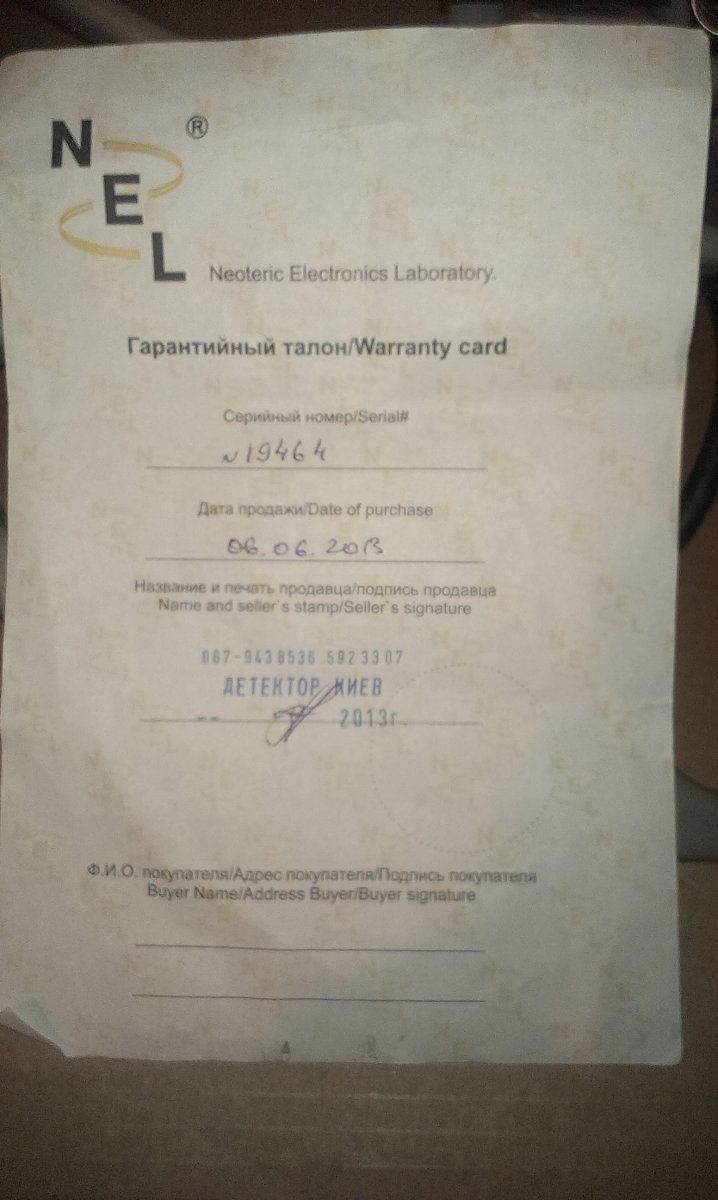 N ®
E
L Neoteric Electronics Laboratory.
Гарантийный талон/Warranty card
Серийный номер/Serial#
N19464
Дата продажи/Date of purchase
06.06.2013
Название и печать продавца/подпись продавца
Name and seller`s stamp/Seller`s signature
067-9438536 5923307
ДЕТЕКТОР КИЕВ
-- 2013г.
Ф.И.О. покупателя/Адрес покупателя/Подпись покупателя
Buyer Name/Address Buyer/Buyer signature